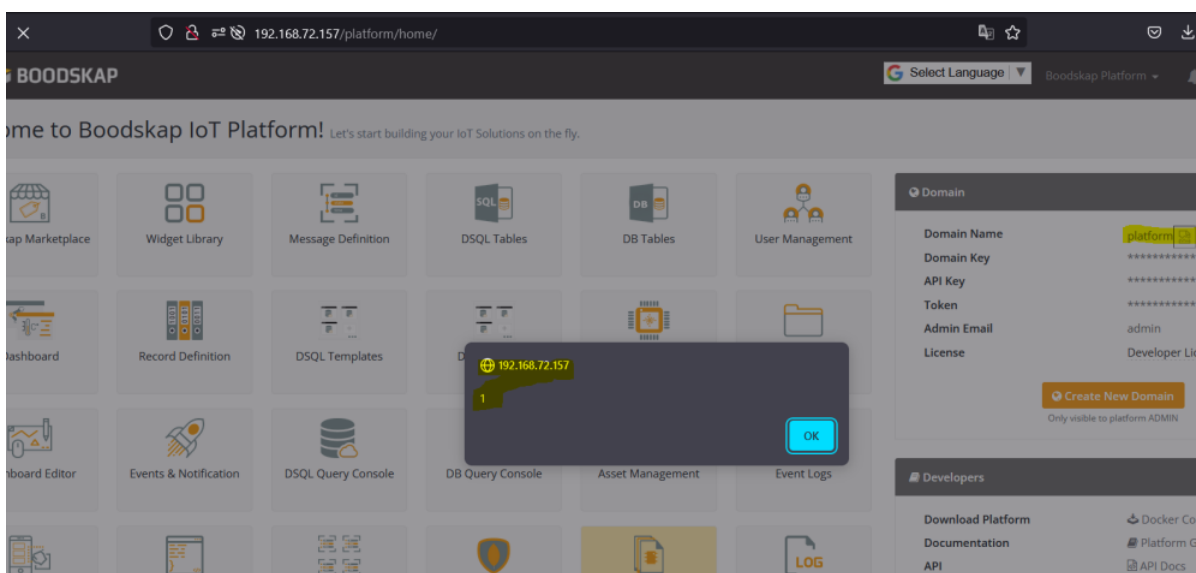 192.168.72.157/platform/home/
BOODSKAP
Select Language
Boodskap Platform
ome to Boodskap IoT Platform! Let's start building your IoT Solutions on the fly.
kap Marketplace
Widget Library
Message Definition
DSQL Tables
DB Tables
User Management
Dashboard
Record Definition
DSQL Templates
D
192.168.72.157
1
OK
hboard Editor
Events & Notification
DSQL Query Console
DB Query Console
Asset Management
Event Logs
SQL
DB
LOG
Domain
Domain Name
platform
Domain Key
************
API Key
************
Token
************
Admin Email
admin
License
Developer Lic
Create New Domain
Only visible to platform ADMIN
Developers
Download Platform
Docker Co
Documentation
Platform G
API
API Docs